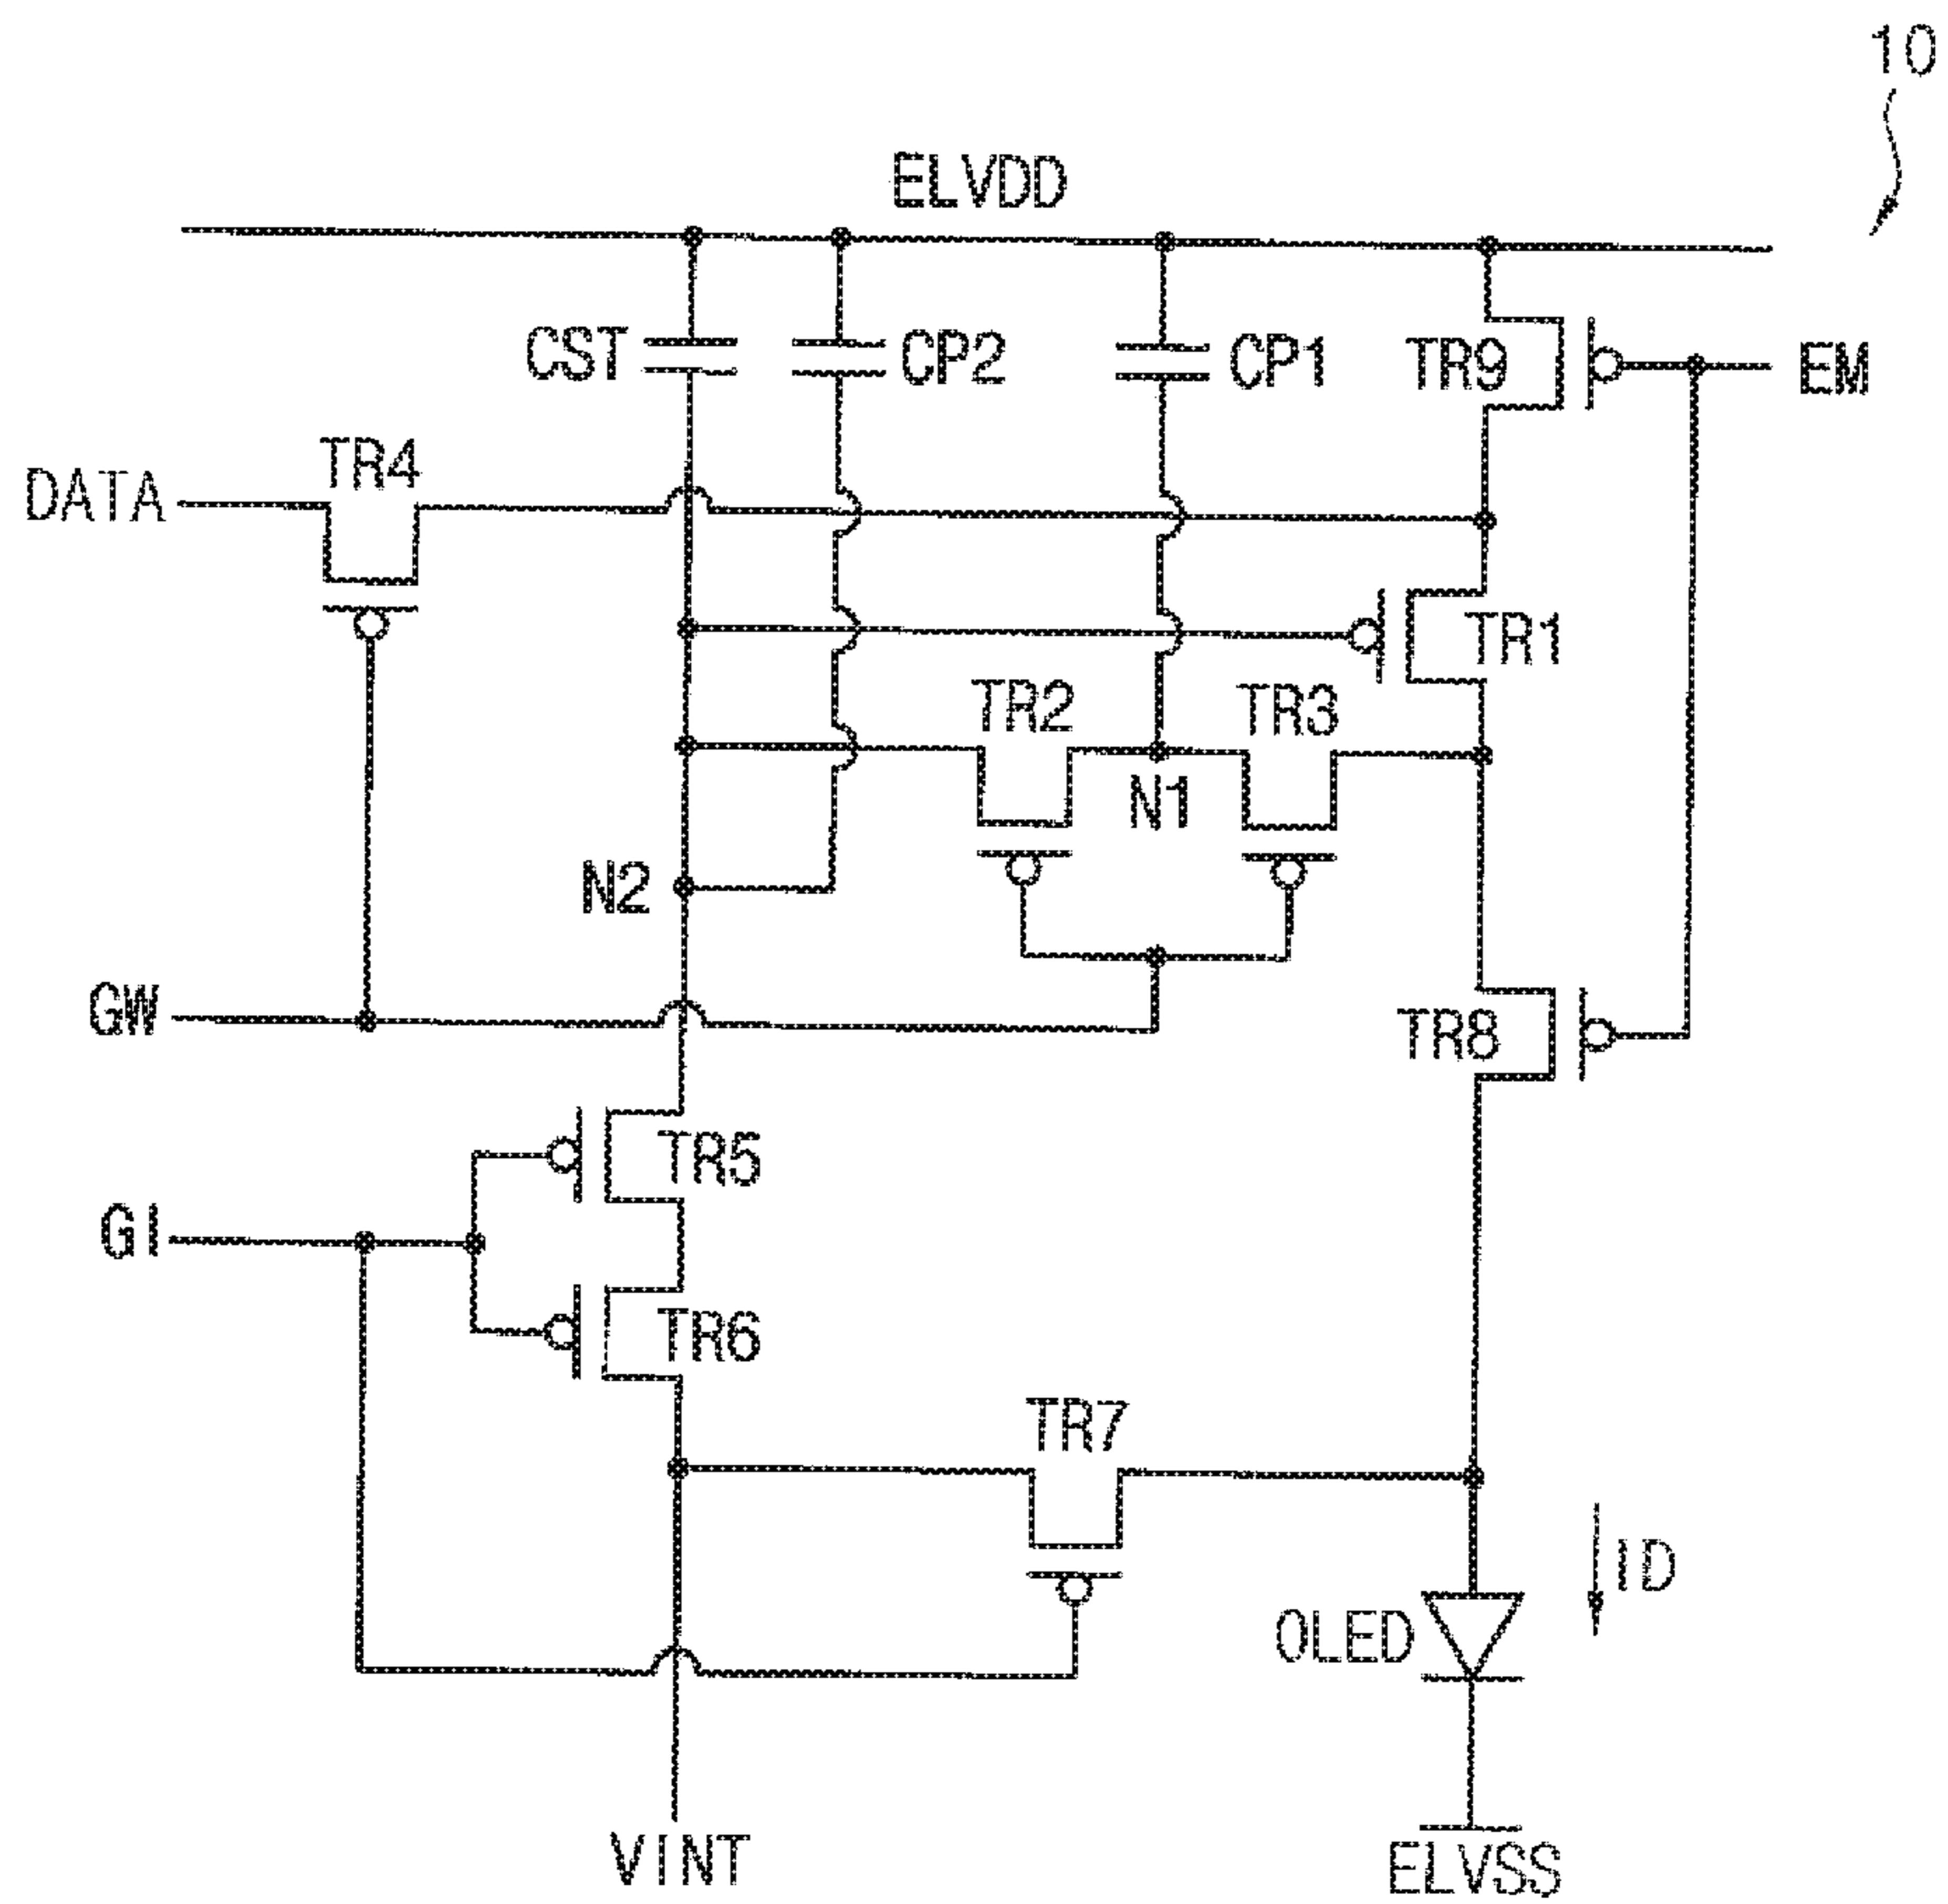 10
ELVDD
CST
CP2
CP1
TR9
EM
DATA
TR4
TR1
TR2
TR3
N1
N2
GW
TR8
TR5
GI
TR6
TR7
ID
OLED
VINT
ELVSS